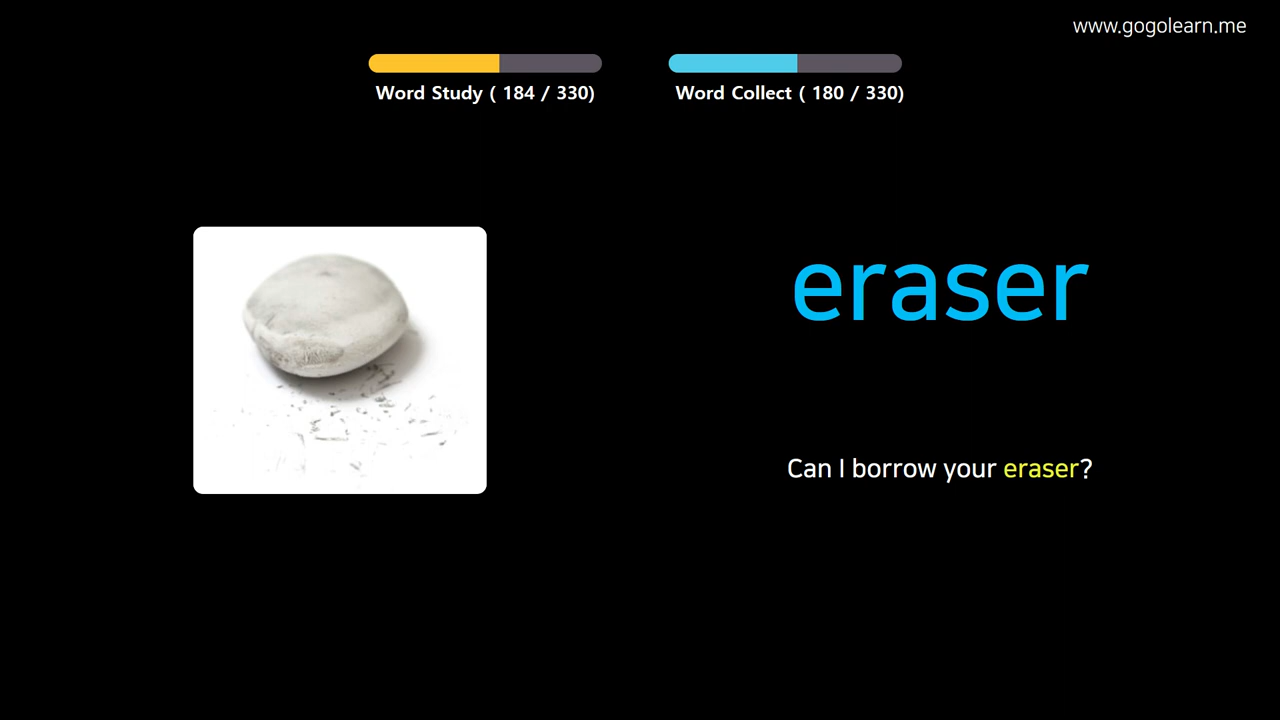 www.gogolearn.me
Word Study ( 184 / 330)
Word Collect ( 180 / 330)
eraser
Can I borrow your eraser?